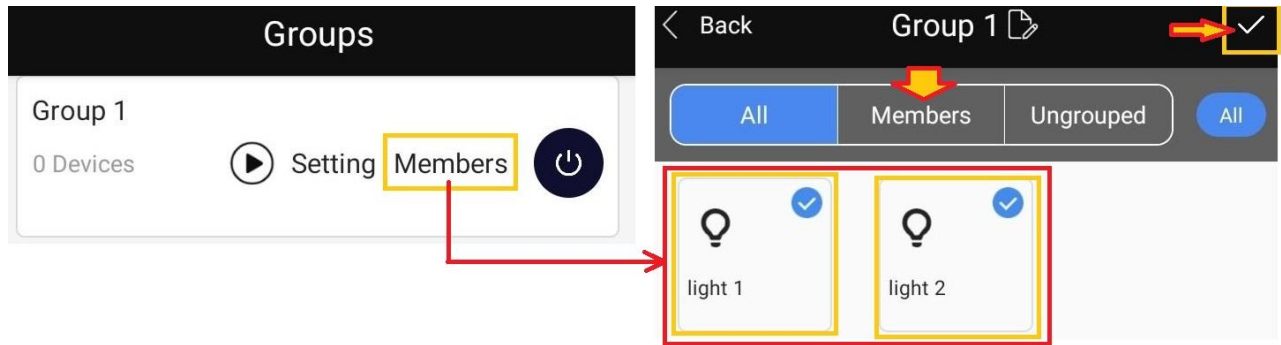 Groups
Group 1
0 Devices
Setting Members
Back Group 1
All Members Ungrouped All
light 1 light 2